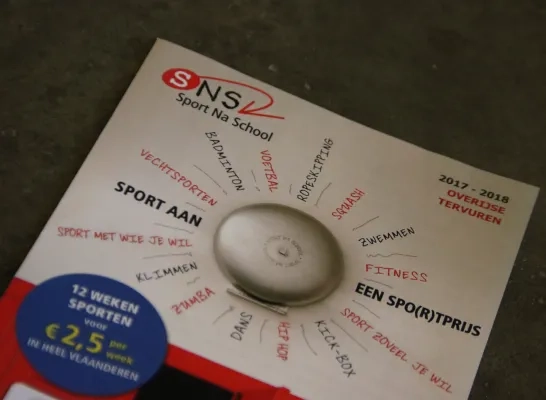 SNS
Sport Na School
2017 - 2018
OVERIJSE
TERVUREN
BADMINTON
VOETBAL
ROPESKIPPING
SQUASH
ZWEMMEN
FITNESS
EEN SPO(R)TPRIJS
SPORT ZOVEEL JE WIL
KICK-BOX
HIP HOP
DANS
ZUMBA
KLIMMEN
SPORT MET WIE JE WIL
SPORT AAN
VECHTSPORTEN
12 WEKEN
SPORTEN
voor
€ 2,5 per week
IN HEEL VLAANDEREN